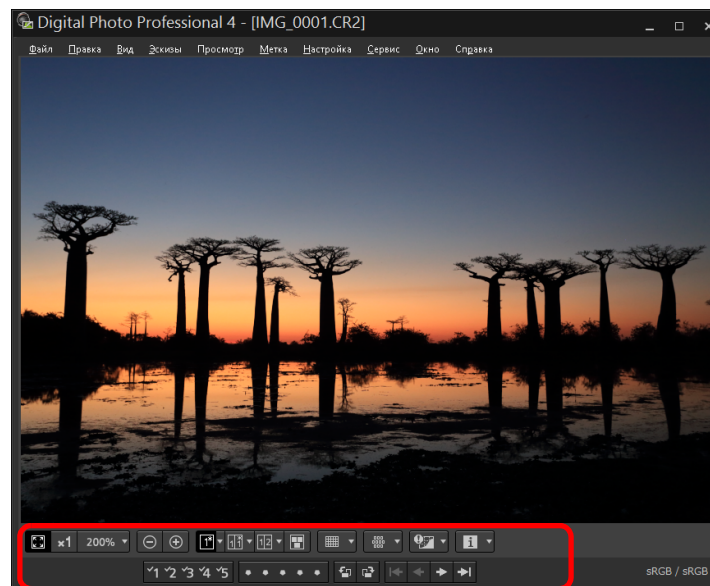 Digital Photo Professional 4 - [IMG_0001.CR2]
Файл Правка Вид Эскизы Просмотр Метка Настройка Сервис Окно Справка
×1 200%
1 2 3 4 5
sRGB / sRGB